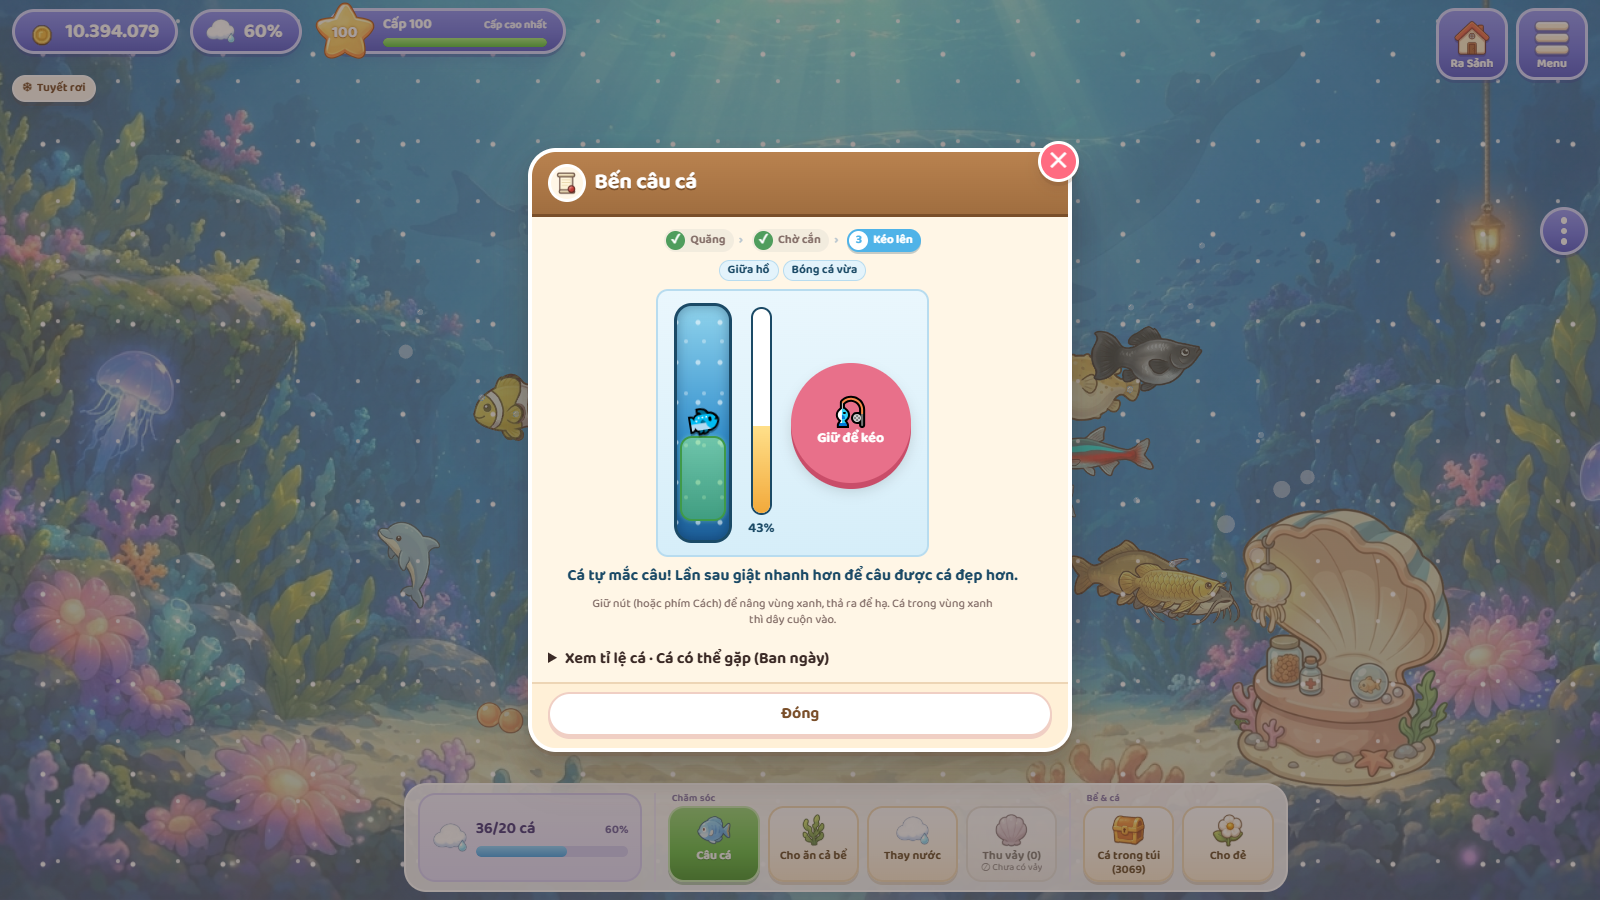 10.394.079
60%
100
Cấp 100
Cấp cao nhất
Ra Sảnh
Menu
❄ Tuyết rơi
Bến câu cá
✓ Quăng › ✓ Chờ cắn › 3 Kéo lên
Giữa hồ
Bóng cá vừa
Giữ để kéo
43%
Cá tự mắc câu! Lần sau giật nhanh hơn để câu được cá đẹp hơn.
Giữ nút (hoặc phím Cách) để nâng vùng xanh, thả ra để hạ. Cá trong vùng xanh
thì dây cuộn vào.
▶ Xem tỉ lệ cá · Cá có thể gặp (Ban ngày)
Đóng
36/20 cá
60%
Chăm sóc
Câu cá
Cho ăn cả bể
Thay nước
Thu vảy (0)
Chưa có vảy
Bể & cá
Cá trong túi
(3069)
Cho đẻ